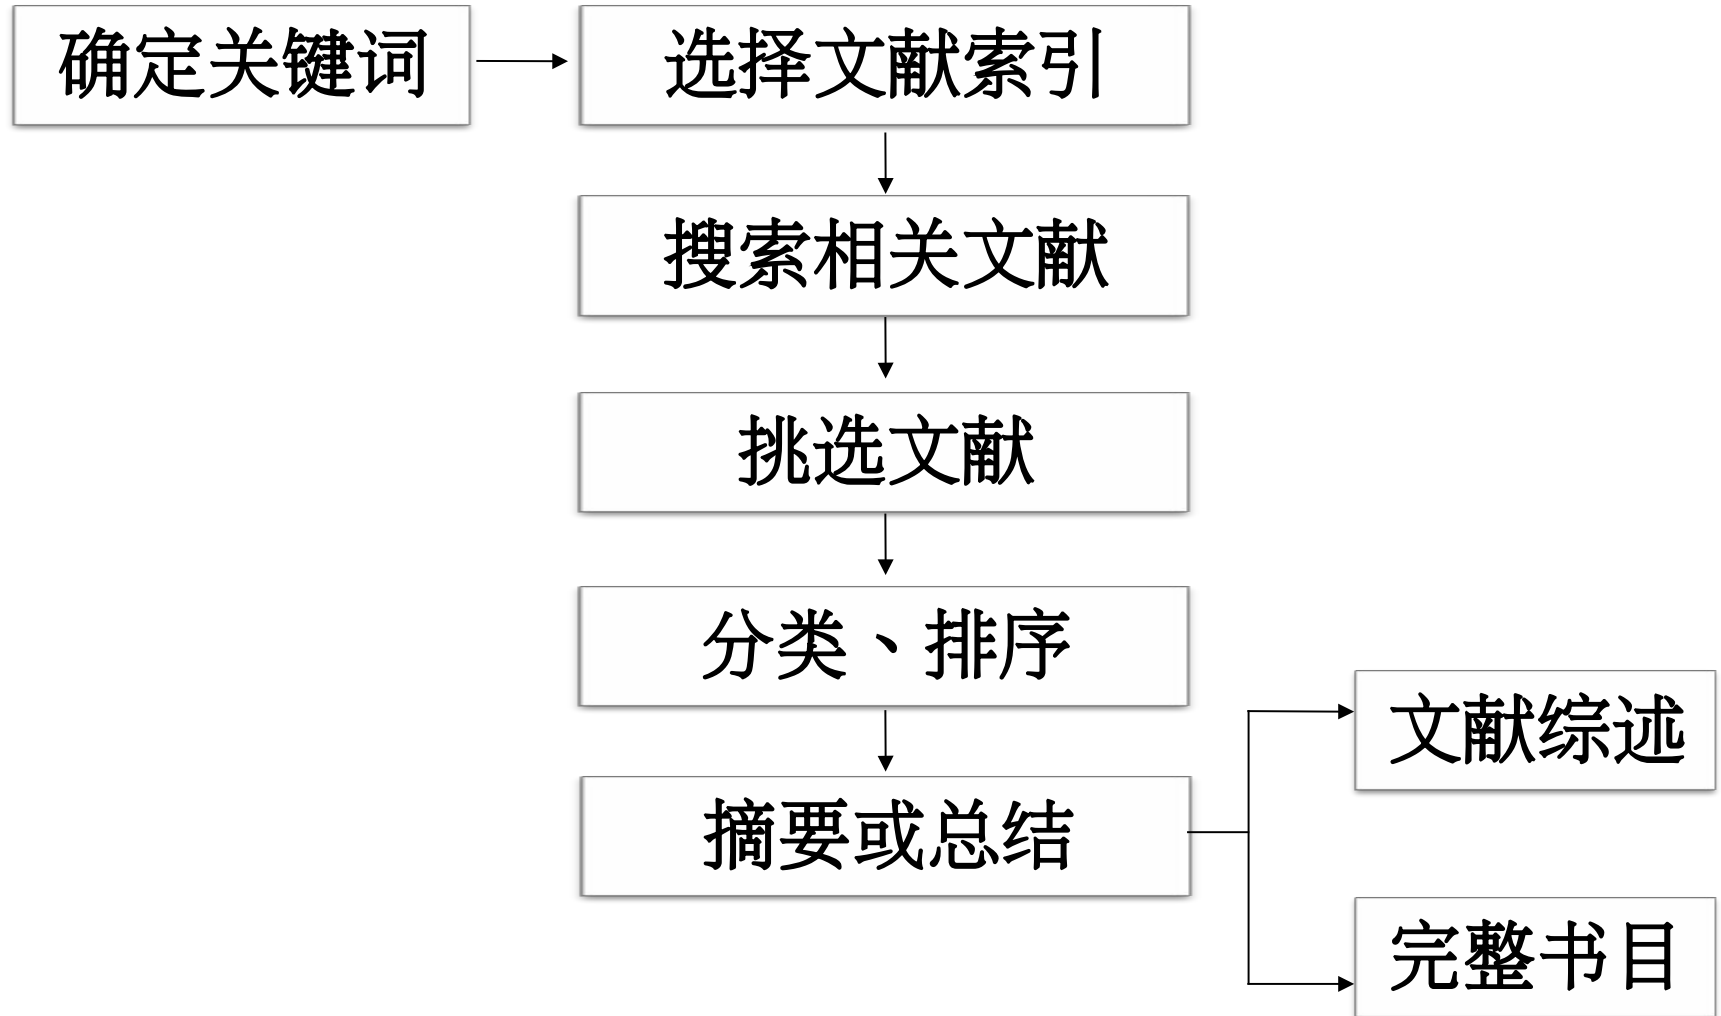 确定关键词
选择文献索引
搜索相关文献
挑选文献
分类、排序
摘要或总结
文献综述
完整书目